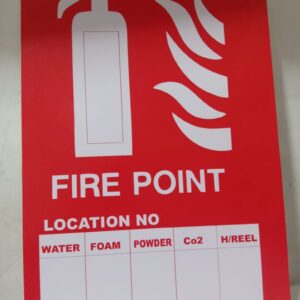 FIRE POINT
LOCATION NO
WATER FOAM POWDER Co2 H/REEL